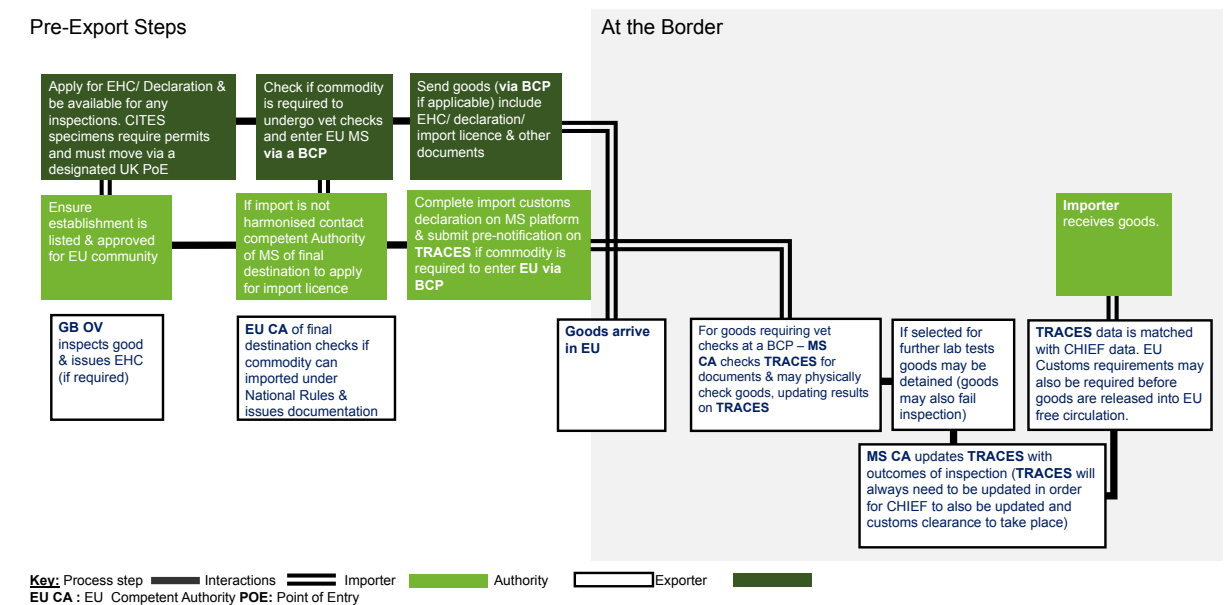 Pre-Export Steps
At the Border
Apply for EHC/ Declaration &
be available for any
inspections. CITES
specimens require permits
and must move via a
designated UK PoE
Check if commodity
is required to
undergo vet checks
and enter EU MS
via a BCP
Send goods (via BCP
if applicable) include
EHC/ declaration/
import licence & other
documents
Ensure
establishment is
listed & approved
for EU community
If import is not
harmonised contact
competent Authority
of MS of final
destination to apply
for import licence
Complete import customs
declaration on MS platform
& submit pre-notification on
TRACES if commodity is
required to enter EU via
BCP
Importer
receives goods.
GB OV
inspects good
& issues EHC
(if required)
EU CA of final
destination checks if
commodity can
imported under
National Rules &
issues documentation
Goods arrive
in EU
For goods requiring vet
checks at a BCP – MS
CA checks TRACES for
documents & may physically
check goods, updating results
on TRACES
If selected for
further lab tests
goods may be
detained (goods
may also fail
inspection)
TRACES data is matched
with CHIEF data. EU
Customs requirements may
also be required before
goods are released into EU
free circulation.
MS CA updates TRACES with
outcomes of inspection (TRACES will
always need to be updated in order
for CHIEF to also be updated and
customs clearance to take place)
Key: Process step Interactions Importer Authority Exporter
EU CA : EU Competent Authority POE: Point of Entry